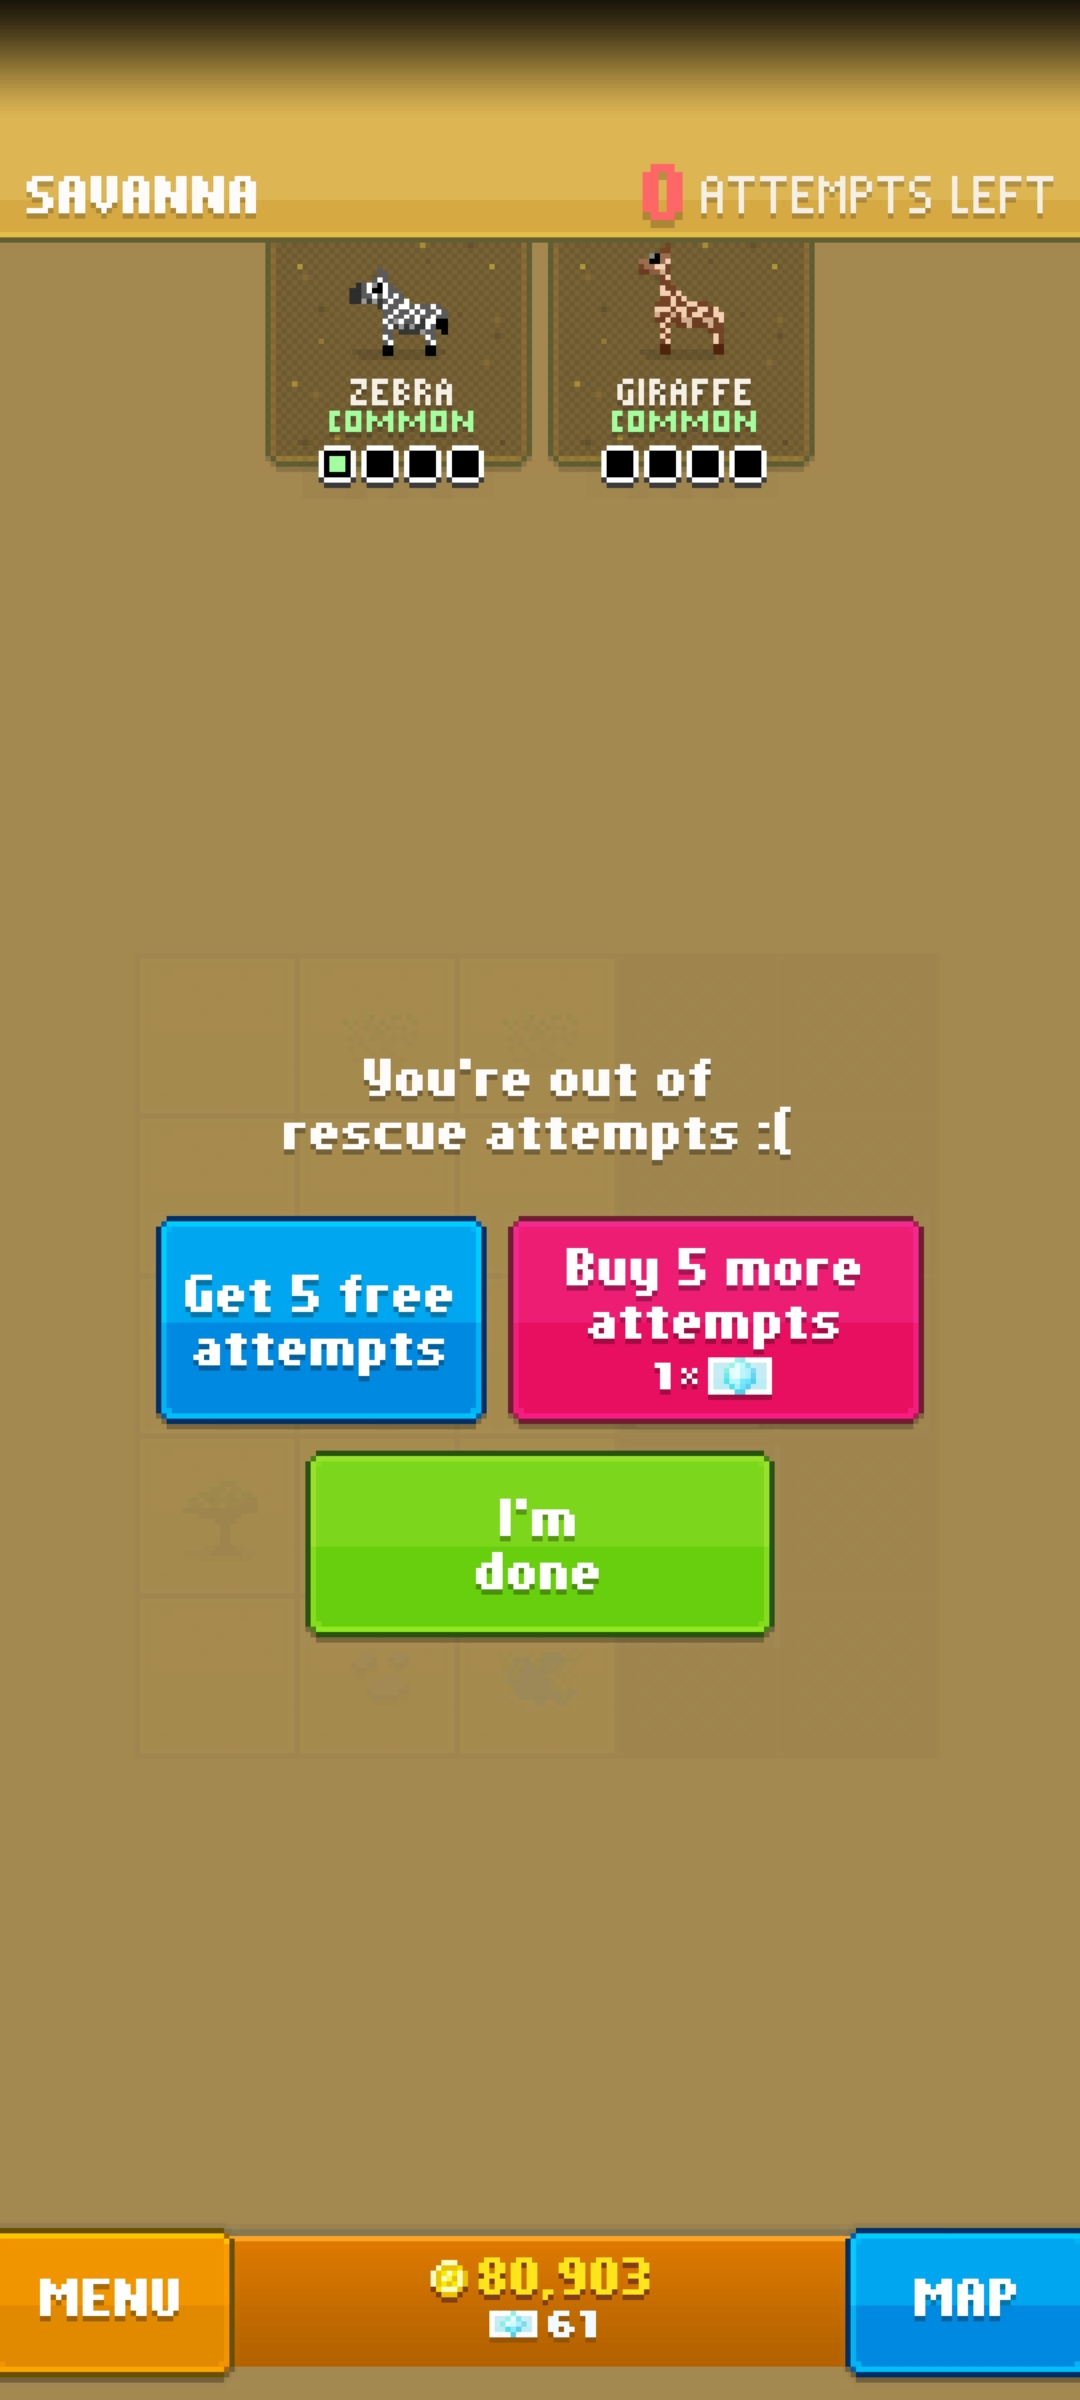 SAVANNA
0 ATTEMPTS LEFT
ZEBRA
COMMON
GIRAFFE
COMMON
You're out of
rescue attempts :(
Get 5 free
attempts
Buy 5 more
attempts
1×
I'm
done
MENU
80,903
61
MAP